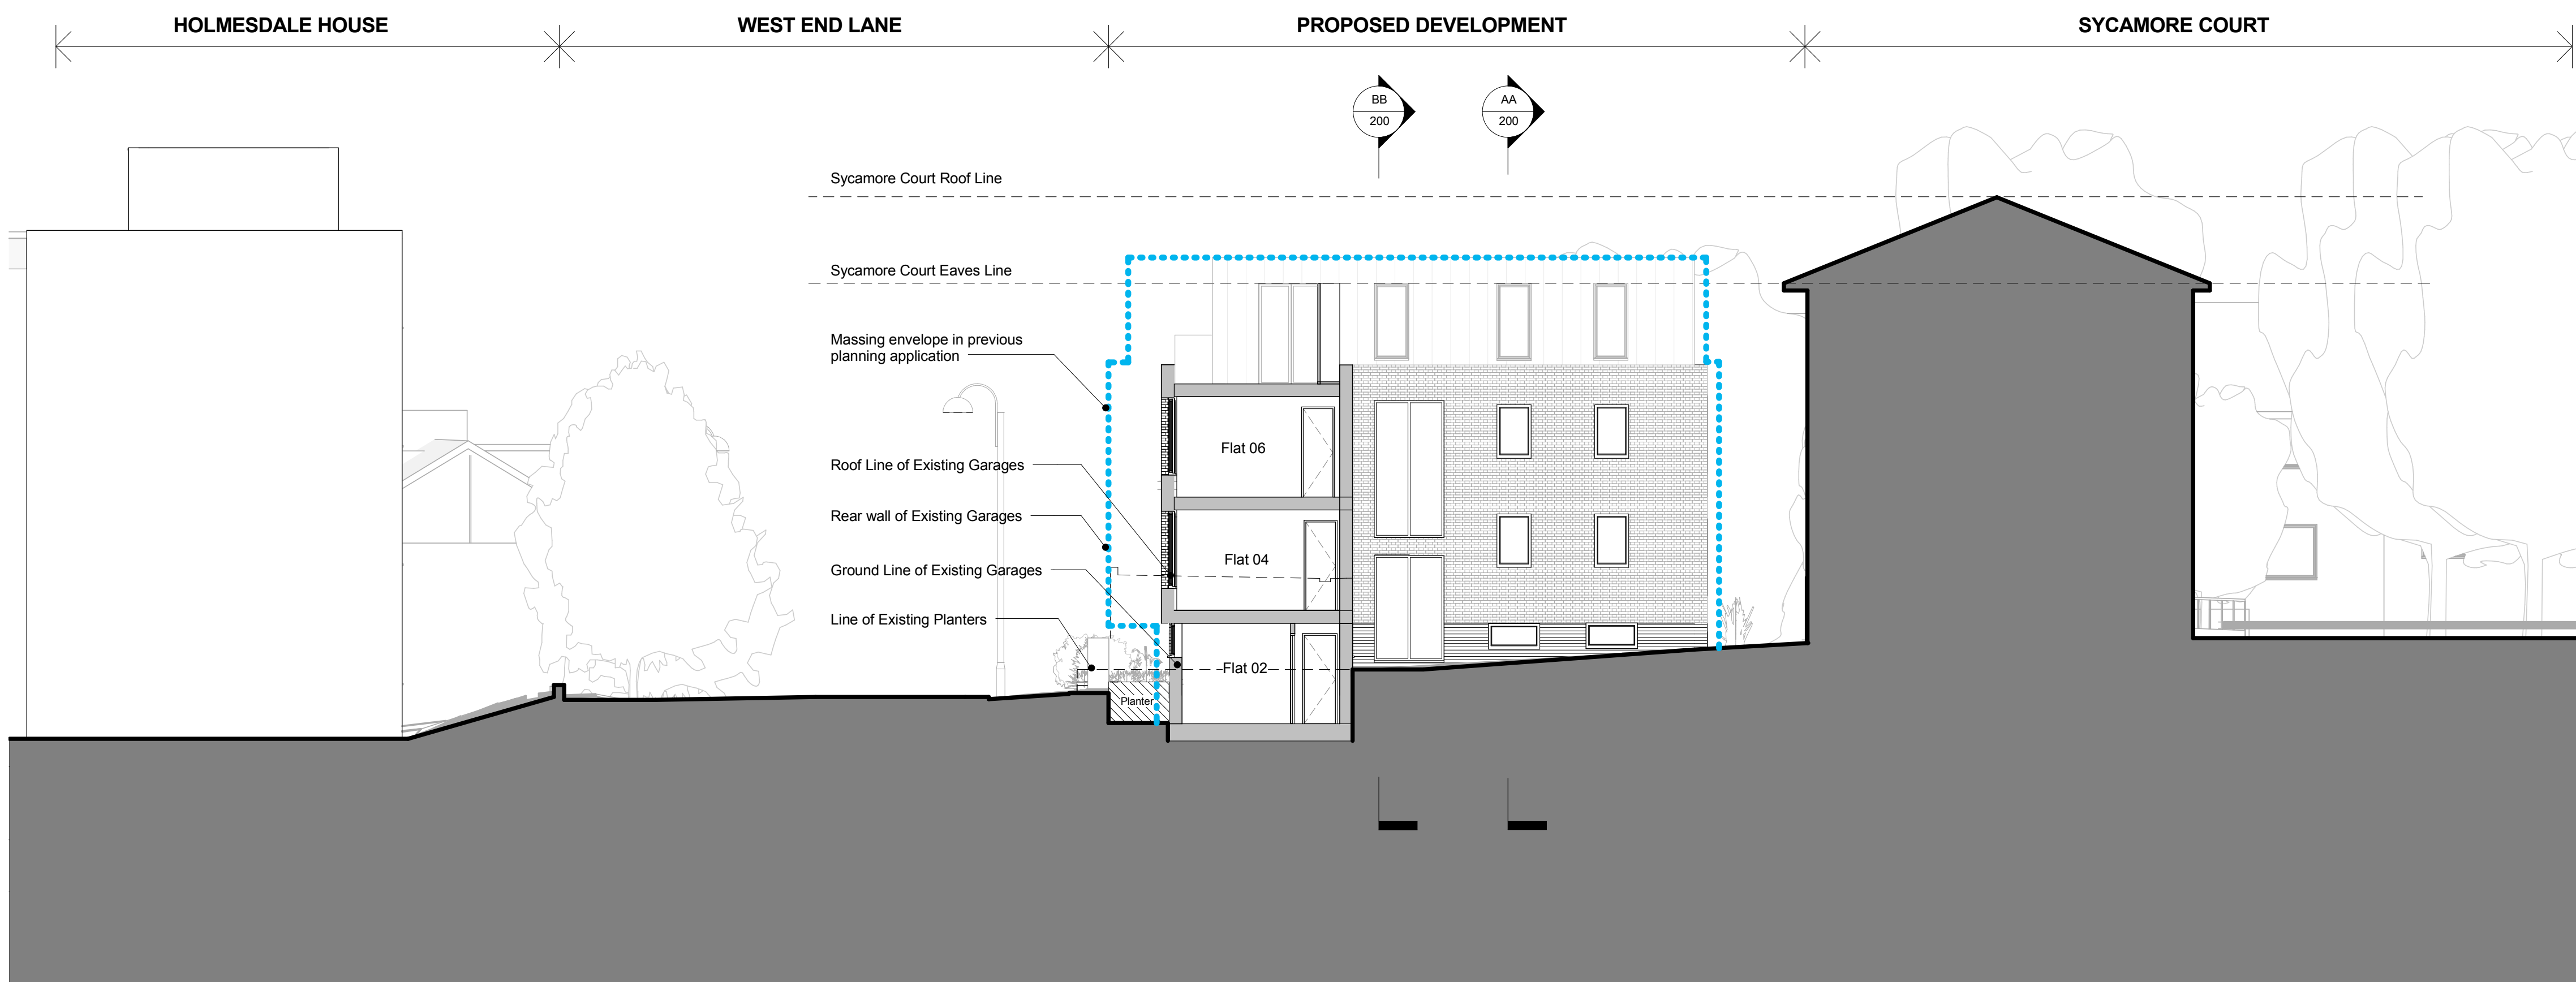 HOLMESDALE HOUSE
WEST END LANE
PROPOSED DEVELOPMENT
SYCAMORE COURT
BB
200
AA
200
Sycamore Court Roof Line
Sycamore Court Eaves Line
Massing envelope in previous
planning application
Roof Line of Existing Garages
Rear wall of Existing Garages
Ground Line of Existing Garages
Line of Existing Planters
Flat 06
Flat 04
Flat 02
Planter